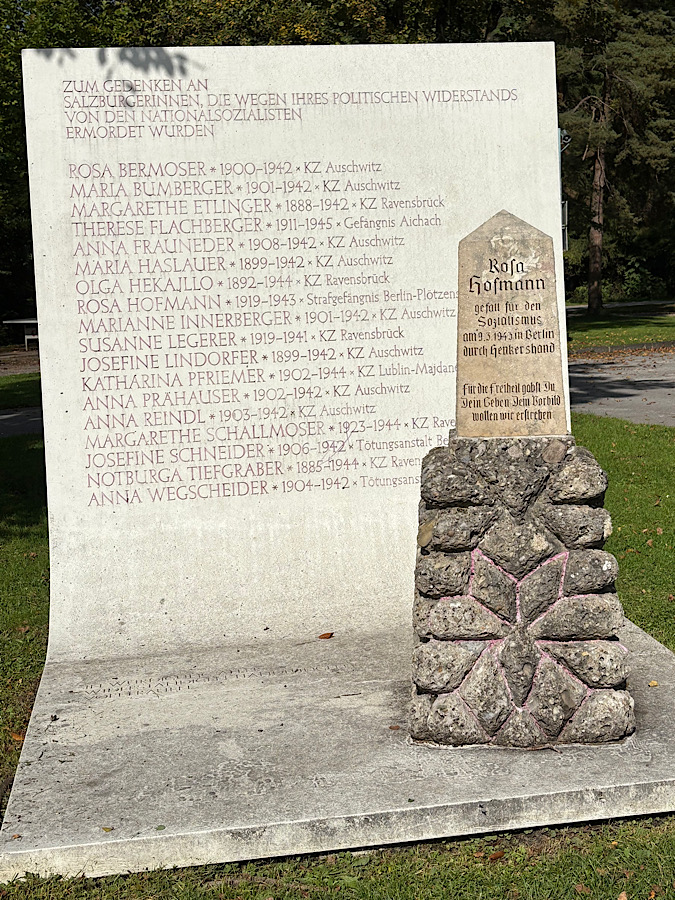 ZUM GEDENKEN AN
SALZBURGERINNEN, DIE WEGEN IHRES POLITISCHEN WIDERSTANDS
VON DEN NATIONALSOZIALISTEN
ERMORDET WURDEN
ROSA BERMOSER * 1900–1942 × KZ Auschwitz
MARIA BUMBERGER * 1901–1942 × KZ Auschwitz
MARGARETHE ETLINGER * 1888–1942 × KZ Ravensbrück
THERESE FLACHBERGER * 1911–1945 × Gefängnis Aichach
ANNA FRAUNEDER * 1908–1942 × KZ Auschwitz
MARIA HASLAUER * 1899–1942 × KZ Auschwitz
OLGA HEKAJLLO * 1892–1944 × KZ Ravensbrück
ROSA HOFMANN * 1919–1943 × Strafgefängnis Berlin-Plötzens
MARIANNE INNERBERGER * 1901–1942 × KZ Auschwitz
SUSANNE LEGERER * 1919–1941 × KZ Ravensbrück
JOSEFINE LINDORFER * 1899–1942 × KZ Auschwitz
KATHARINA PFRIEMER * 1902–1944 × KZ Lublin-Majdane
ANNA PRÄHAUSER * 1902–1942 × KZ Auschwitz
ANNA REINDL * 1903–1942 × KZ Auschwitz
MARGARETHE SCHALLMOSER * 1923–1944 × KZ Rave
JOSEFINE SCHNEIDER * 1906–1942 × Tötungsanstalt Be
NOTBURGA TIEFGRABER * 1885–1944 × KZ Raven
ANNA WEGSCHEIDER * 1904–1942 × Tötungsanstalt
Rosa
Hofmann
gefall für den
Sozialismus
am 9.3.1943 in Berlin
durch Henkershand
Für die Freiheit gabst Du
Dein Leben Dem Vorbild
wollen wir erstreben